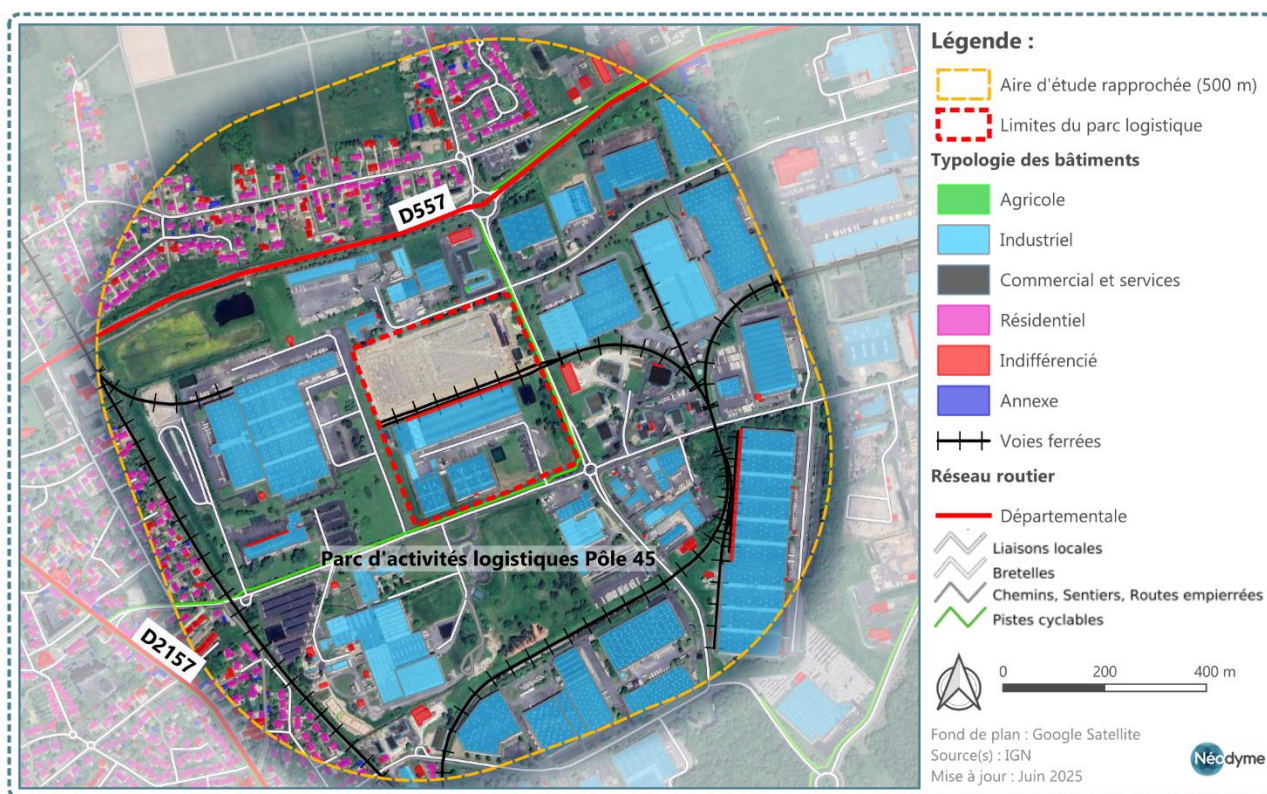 D557
Parc d'activités logistiques Pôle 45
D2157
Légende :
Aire d'étude rapprochée (500 m)
Limites du parc logistique
Typologie des bâtiments
Agricole
Industriel
Commercial et services
Résidentiel
Indifférencié
Annexe
Voies ferrées
Réseau routier
Départementale
Liaisons locales
Bretelles
Chemins, Sentiers, Routes empierrées
Pistes cyclables
0 200 400 m
Fond de plan : Google Satellite
Source(s) : IGN
Mise à jour : Juin 2025
Néodyme